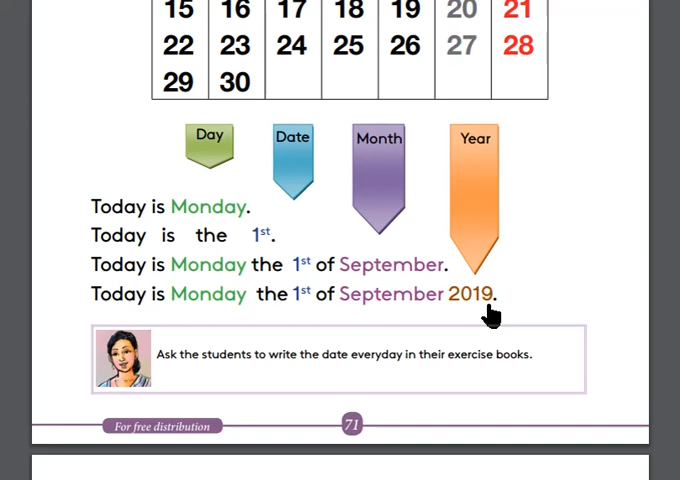 15 16 17 18 19 20 21
22 23 24 25 26 27 28
29 30
Day Date Month Year
Today is Monday.
Today is the 1st.
Today is Monday the 1st of September.
Today is Monday the 1st of September 2019.
Ask the students to write the date everyday in their exercise books.
For free distribution 71